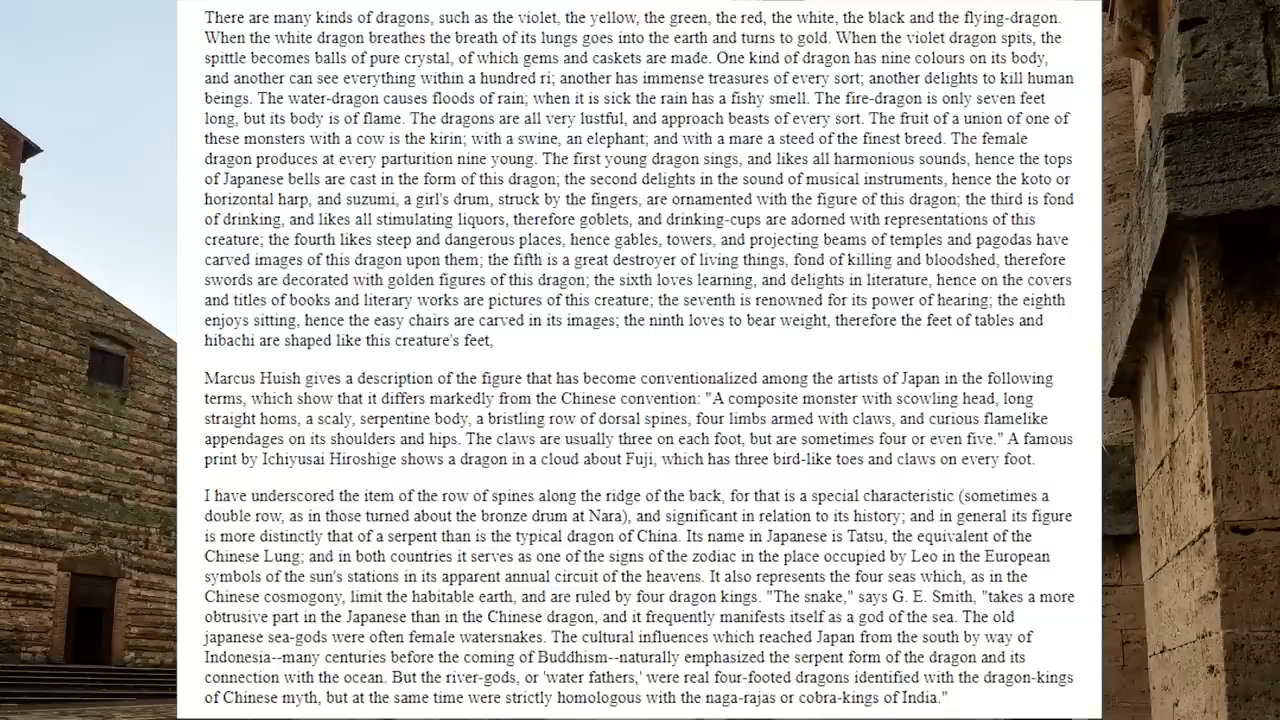 There are many kinds of dragons, such as the violet, the yellow, the green, the red, the white, the black and the flying-dragon.
When the white dragon breathes the breath of its lungs goes into the earth and turns to gold. When the violet dragon spits, the
spittle becomes balls of pure crystal, of which gems and caskets are made. One kind of dragon has nine colours on its body,
and another can see everything within a hundred ri; another has immense treasures of every sort; another delights to kill human
beings. The water-dragon causes floods of rain; when it is sick the rain has a fishy smell. The fire-dragon is only seven feet
long, but its body is of flame. The dragons are all very lustful, and approach beasts of every sort. The fruit of a union of one of
these monsters with a cow is the kirin; with a swine, an elephant; and with a mare a steed of the finest breed. The female
dragon produces at every parturition nine young. The first young dragon sings, and likes all harmonious sounds, hence the tops
of Japanese bells are cast in the form of this dragon; the second delights in the sound of musical instruments, hence the koto or
horizontal harp, and suzumi, a girl's drum, struck by the fingers, are ornamented with the figure of this dragon; the third is fond
of drinking, and likes all stimulating liquors, therefore goblets, and drinking-cups are adorned with representations of this
creature; the fourth likes steep and dangerous places, hence gables, towers, and projecting beams of temples and pagodas have
carved images of this dragon upon them; the fifth is a great destroyer of living things, fond of killing and bloodshed, therefore
swords are decorated with golden figures of this dragon; the sixth loves learning, and delights in literature, hence on the covers
and titles of books and literary works are pictures of this creature; the seventh is renowned for its power of hearing; the eighth
enjoys sitting, hence the easy chairs are carved in its images; the ninth loves to bear weight, therefore the feet of tables and
hibachi are shaped like this creature's feet,
Marcus Huish gives a description of the figure that has become conventionalized among the artists of Japan in the following
terms, which show that it differs markedly from the Chinese convention: "A composite monster with scowling head, long
straight homs, a scaly, serpentine body, a bristling row of dorsal spines, four limbs armed with claws, and curious flamelike
appendages on its shoulders and hips. The claws are usually three on each foot, but are sometimes four or even five." A famous
print by Ichiyusai Hiroshige shows a dragon in a cloud about Fuji, which has three bird-like toes and claws on every foot.
I have underscored the item of the row of spines along the ridge of the back, for that is a special characteristic (sometimes a
double row, as in those turned about the bronze drum at Nara), and significant in relation to its history; and in general its figure
is more distinctly that of a serpent than is the typical dragon of China. Its name in Japanese is Tatsu, the equivalent of the
Chinese Lung; and in both countries it serves as one of the signs of the zodiac in the place occupied by Leo in the European
symbols of the sun's stations in its apparent annual circuit of the heavens. It also represents the four seas which, as in the
Chinese cosmogony, limit the habitable earth, and are ruled by four dragon kings. "The snake," says G. E. Smith, "takes a more
obtrusive part in the Japanese than in the Chinese dragon, and it frequently manifests itself as a god of the sea. The old
japanese sea-gods were often female watersnakes. The cultural influences which reached Japan from the south by way of
Indonesia--many centuries before the coming of Buddhism--naturally emphasized the serpent form of the dragon and its
connection with the ocean. But the river-gods, or 'water fathers,' were real four-footed dragons identified with the dragon-kings
of Chinese myth, but at the same time were strictly homologous with the naga-rajas or cobra-kings of India."